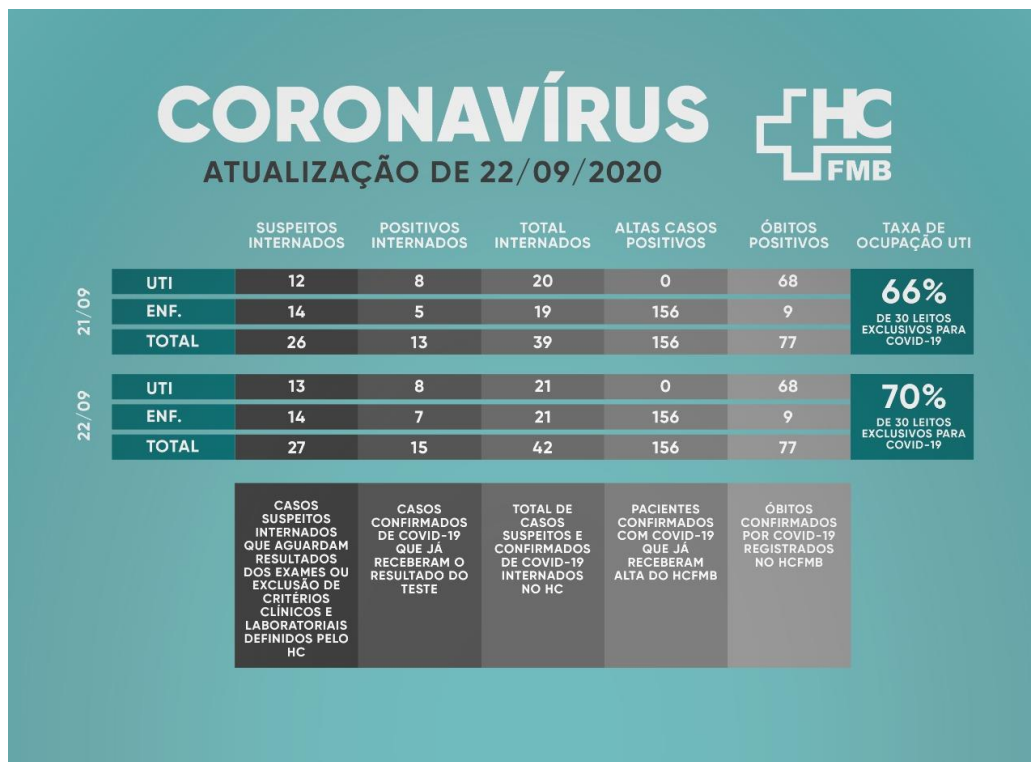 CORONAVÍRUS
HC
FMB
ATUALIZAÇÃO DE 22/09/2020
SUSPEITOS INTERNADOS
POSITIVOS INTERNADOS
TOTAL INTERNADOS
ALTAS CASOS POSITIVOS
ÓBITOS POSITIVOS
TAXA DE OCUPAÇÃO UTI
21/09
UTI 12 8 20 0 68
ENF. 14 5 19 156 9
TOTAL 26 13 39 156 77
66%
DE 30 LEITOS
EXCLUSIVOS PARA
COVID-19
22/09
UTI 13 8 21 0 68
ENF. 14 7 21 156 9
TOTAL 27 15 42 156 77
70%
DE 30 LEITOS
EXCLUSIVOS PARA
COVID-19
CASOS
SUSPEITOS
INTERNADOS
QUE AGUARDAM
RESULTADOS
DOS EXAMES OU
EXCLUSÃO DE
CRITÉRIOS
CLÍNICOS E
LABORATORIAIS
DEFINIDOS PELO
HC
CASOS
CONFIRMADOS
DE COVID-19
QUE JÁ
RECEBERAM O
RESULTADO DO
TESTE
TOTAL DE
CASOS
SUSPEITOS E
CONFIRMADOS
DE COVID-19
INTERNADOS
NO HC
PACIENTES
CONFIRMADOS
COM COVID-19
QUE JÁ
RECEBERAM
ALTA DO HCFMB
ÓBITOS
CONFIRMADOS
POR COVID-19
REGISTRADOS
NO HCFMB